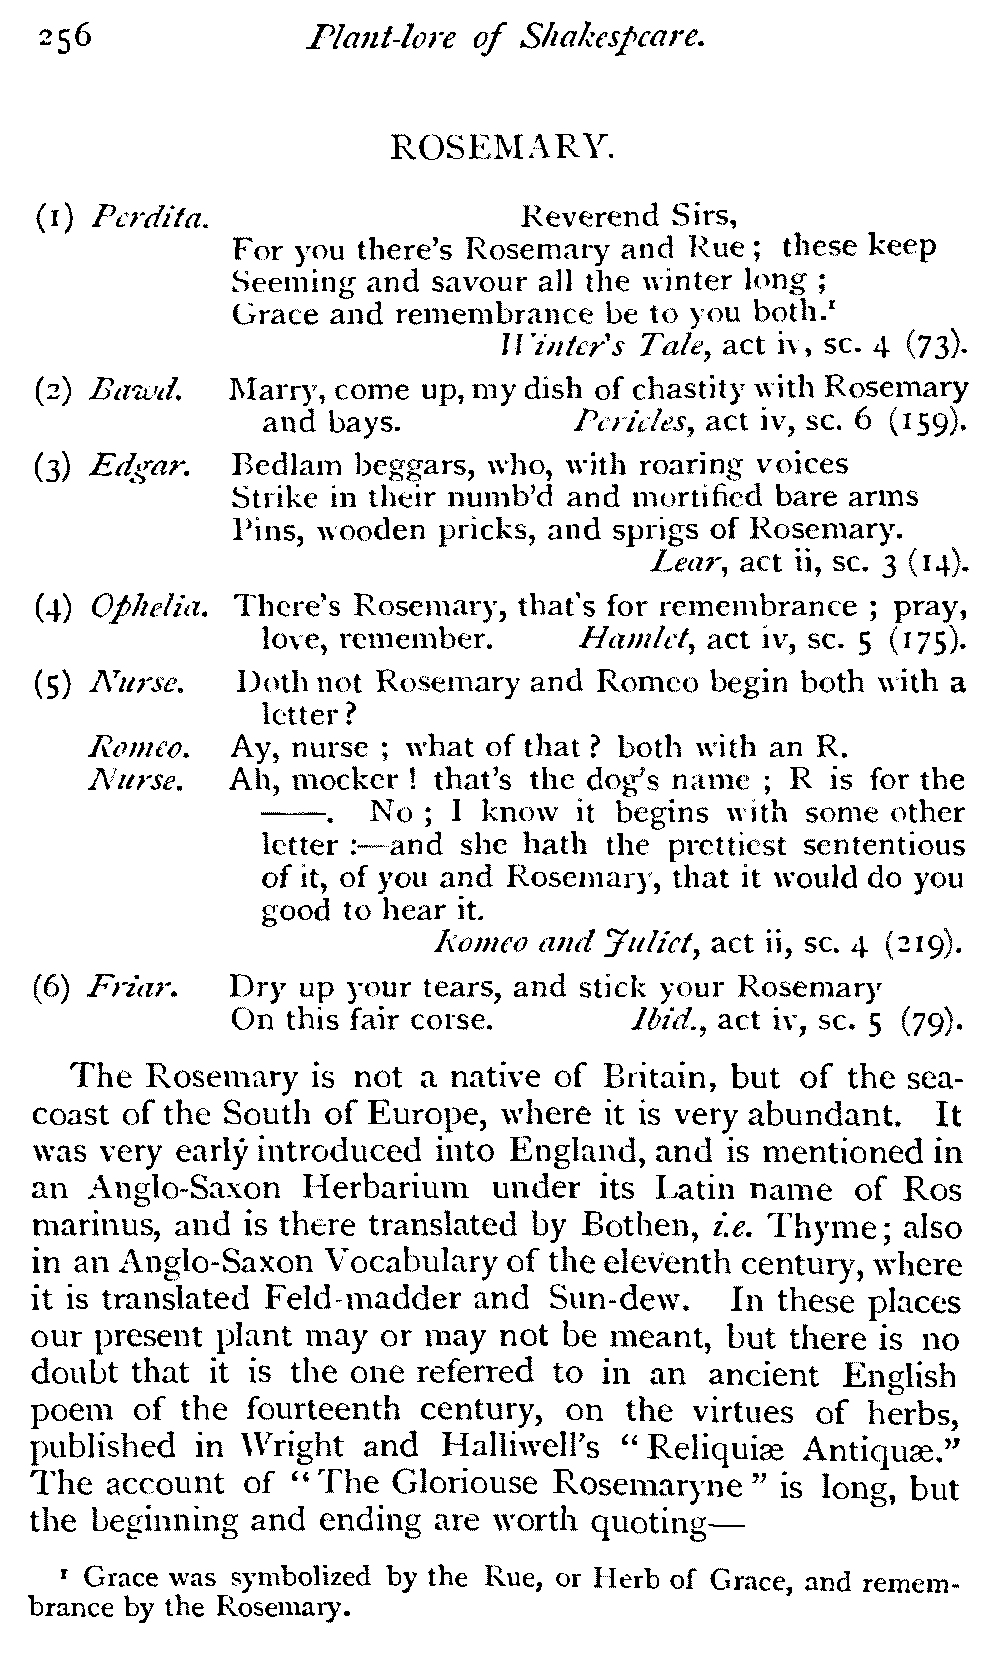 256 Plant-lore of Shakespeare.
ROSEMARY.
(1) Perdita. Reverend Sirs,
For you there's Rosemary and Rue; these keep
Seeming and savour all the winter long;
Grace and remembrance be to you both.¹
Winter's Tale, act iv, sc. 4 (73).
(2) Bawd. Marry, come up, my dish of chastity with Rosemary
and bays. Pericles, act iv, sc. 6 (159).
(3) Edgar. Bedlam beggars, who, with roaring voices
Strike in their numb'd and mortified bare arms
Pins, wooden pricks, and sprigs of Rosemary.
Lear, act ii, sc. 3 (14).
(4) Ophelia. There's Rosemary, that's for remembrance; pray,
love, remember. Hamlet, act iv, sc. 5 (175).
(5) Nurse. Doth not Rosemary and Romeo begin both with a
letter?
Romeo. Ay, nurse; what of that? both with an R.
Nurse. Ah, mocker! that's the dog's name; R is for the
——. No; I know it begins with some other
letter:—and she hath the prettiest sententious
of it, of you and Rosemary, that it would do you
good to hear it.
Romeo and Juliet, act ii, sc. 4 (219).
(6) Friar. Dry up your tears, and stick your Rosemary
On this fair corse. Ibid., act iv, sc. 5 (79).
The Rosemary is not a native of Britain, but of the sea-
coast of the South of Europe, where it is very abundant. It
was very early introduced into England, and is mentioned in
an Anglo-Saxon Herbarium under its Latin name of Ros
marinus, and is there translated by Bothen, i.e. Thyme; also
in an Anglo-Saxon Vocabulary of the eleventh century, where
it is translated Feld-madder and Sun-dew. In these places
our present plant may or may not be meant, but there is no
doubt that it is the one referred to in an ancient English
poem of the fourteenth century, on the virtues of herbs,
published in Wright and Halliwell's "Reliquiæ Antiquæ."
The account of "The Gloriouse Rosemaryne" is long, but
the beginning and ending are worth quoting—
¹ Grace was symbolized by the Rue, or Herb of Grace, and remem-
brance by the Rosemary.